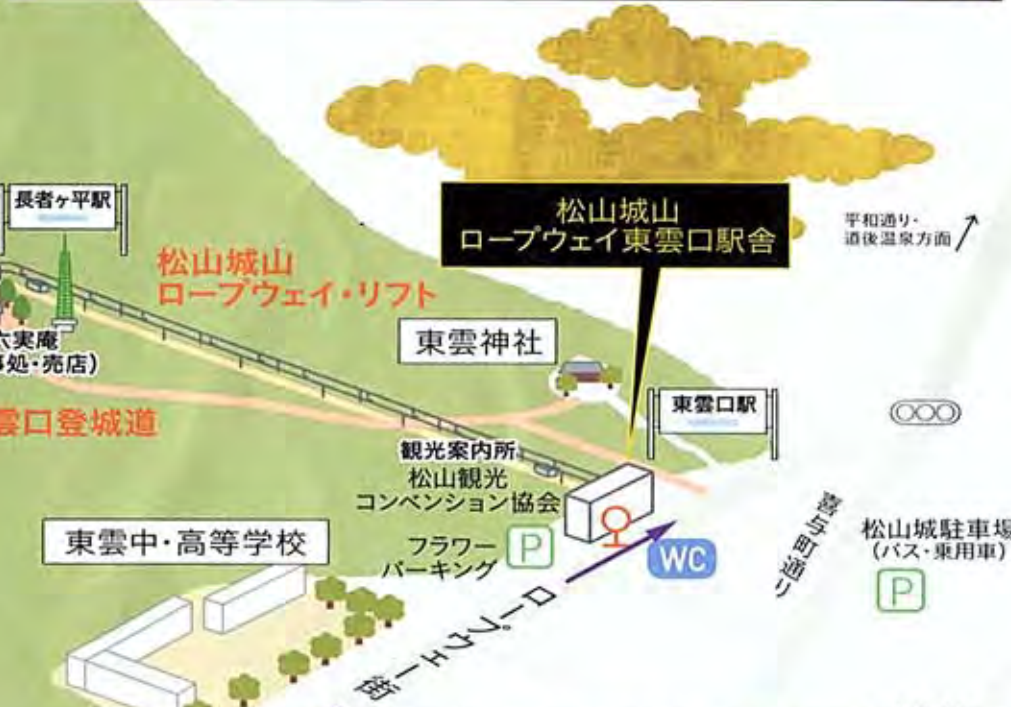 長者ヶ平駅
松山城山
ロープウェイ・リフト
松山城山
ロープウェイ東雲口駅舎
平和通り・
道後温泉方面
東雲神社
六実庵
事処・売店)
東雲口駅
雲口登城道
観光案内所
松山観光
コンベンション協会
フラワー
パーキング
P
WC
東雲中・高等学校
喜与町通り
松山城駐車場
(バス・乗用車)
P
ロープウェー街